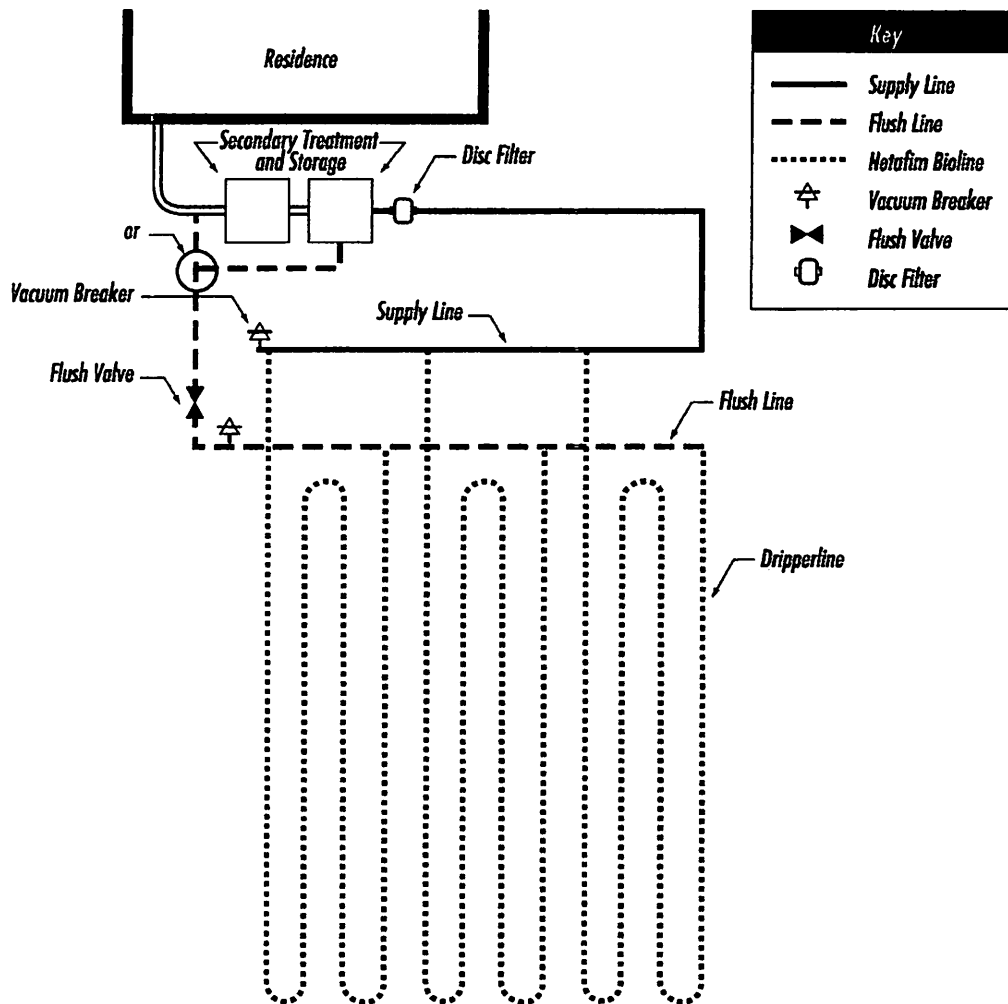 Residence
Secondary Treatment
and Storage
Disc Filter
or
Vacuum Breaker
Supply Line
Flush Valve
Flush Line
Dripperline
Key
Supply Line
Flush Line
Netafim Bioline
Vacuum Breaker
Flush Valve
Disc Filter